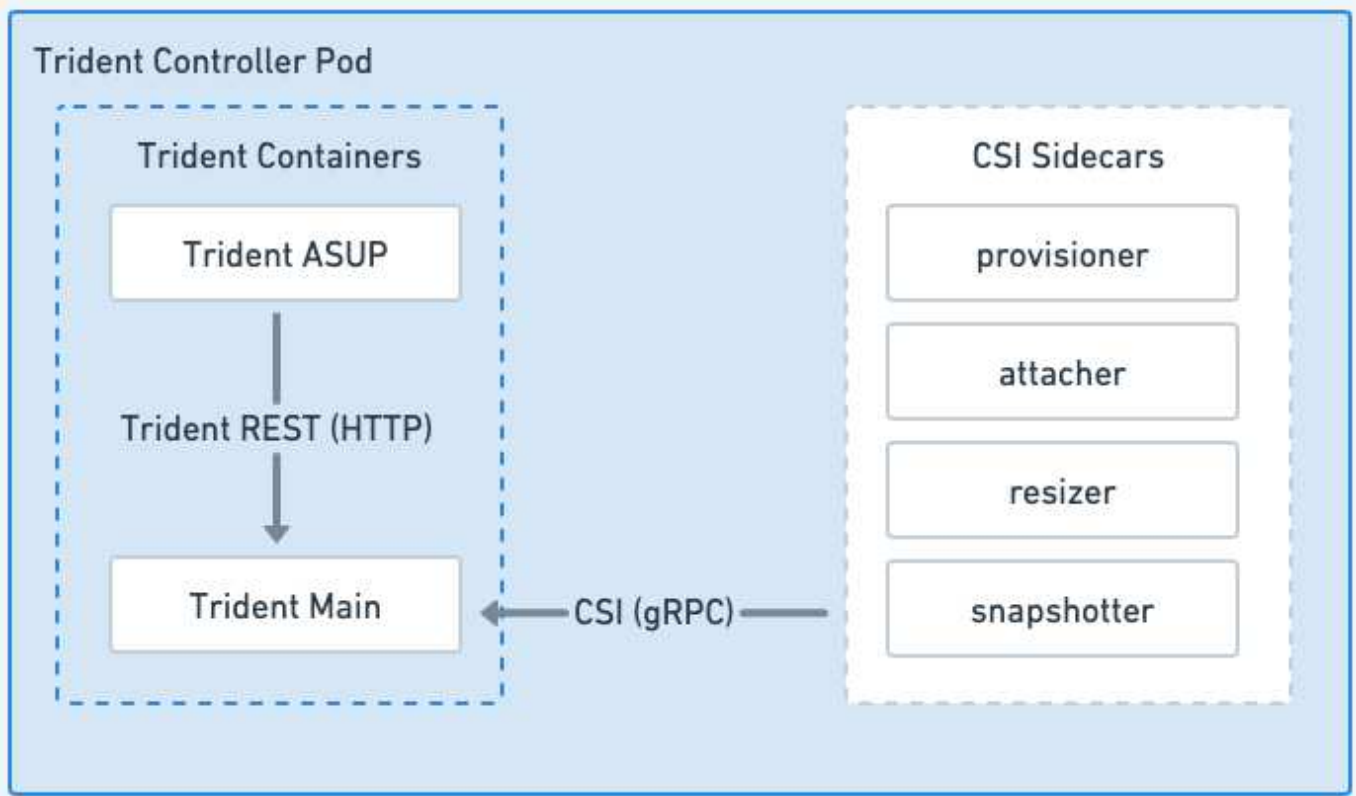 Trident Controller Pod
Trident Containers
Trident ASUP
Trident REST (HTTP)
Trident Main
CSI (gRPC)
CSI Sidecars
provisioner
attacher
resizer
snapshotter